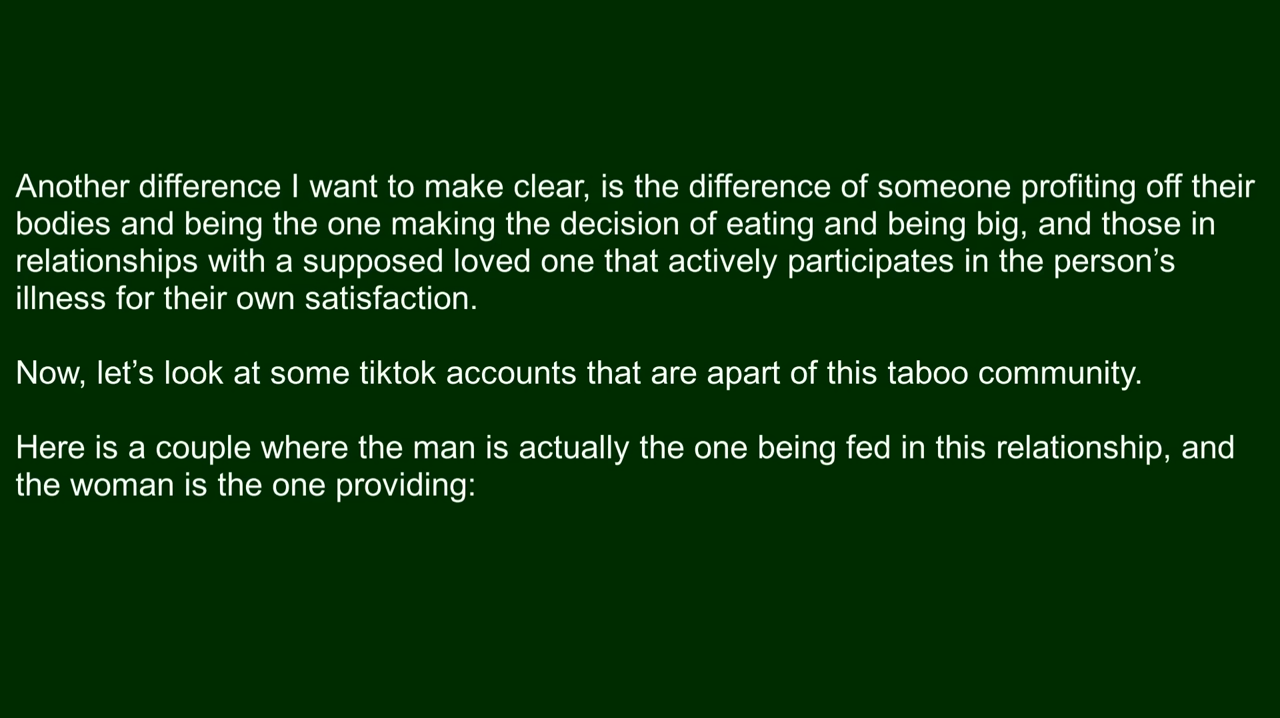 Another difference I want to make clear, is the difference of someone profiting off their
bodies and being the one making the decision of eating and being big, and those in
relationships with a supposed loved one that actively participates in the person’s
illness for their own satisfaction.
Now, let’s look at some tiktok accounts that are apart of this taboo community.
Here is a couple where the man is actually the one being fed in this relationship, and
the woman is the one providing: